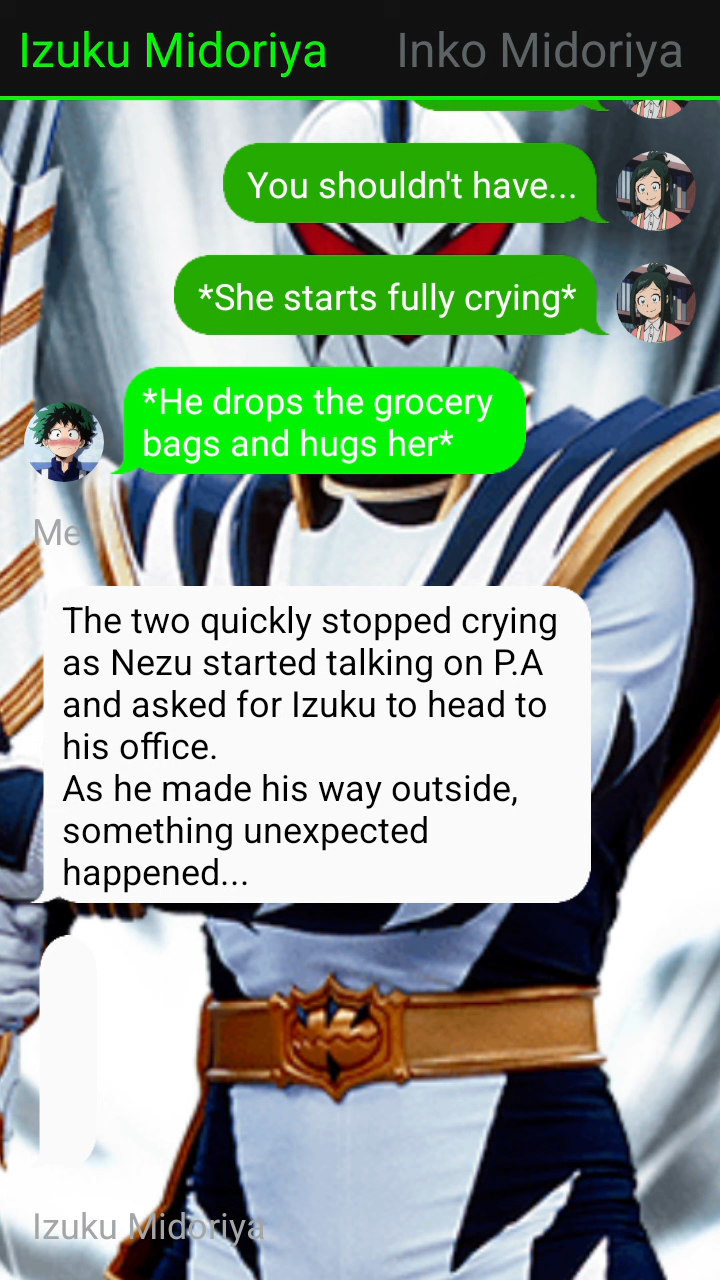 Izuku Midoriya Inko Midoriya
You shouldn't have...
*She starts fully crying*
*He drops the grocery
bags and hugs her*
Me
The two quickly stopped crying
as Nezu started talking on P.A
and asked for Izuku to head to
his office.
As he made his way outside,
something unexpected
happened...
Izuku Midoriya